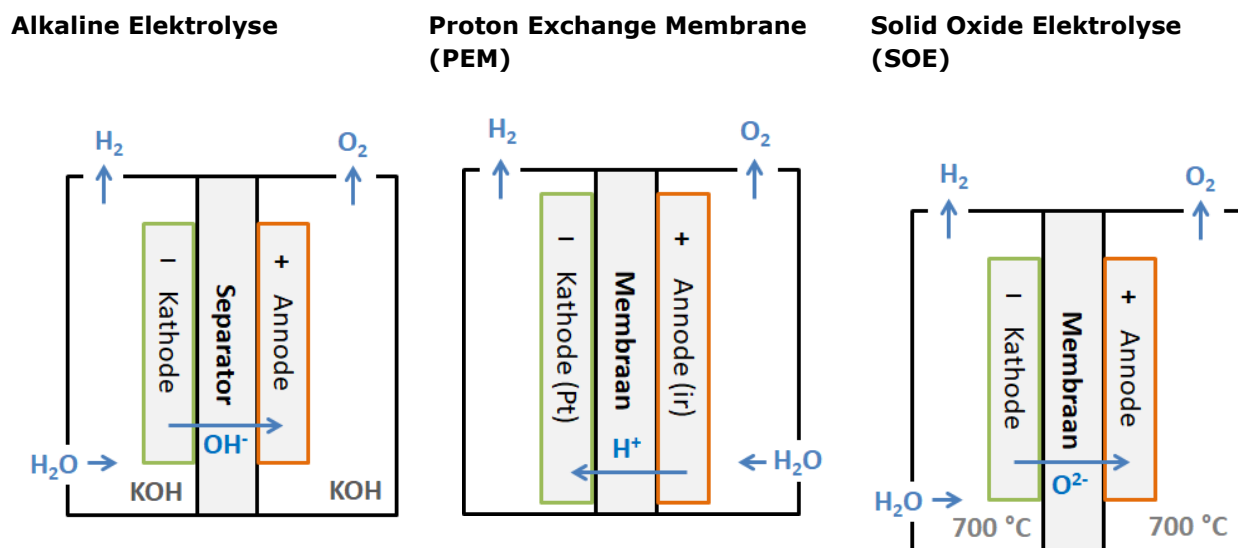 Alkaline Elektrolyse
H₂
O₂
– Kathode
Separator
+ Annode
OH⁻
H₂O
KOH
KOH
Proton Exchange Membrane
(PEM)
H₂
O₂
– Kathode (Pt)
Membraan
+ Annode (ir)
H⁺
H₂O
Solid Oxide Elektrolyse
(SOE)
H₂
O₂
– Kathode
Membraan
+ Annode
O²⁻
H₂O
700 °C
700 °C